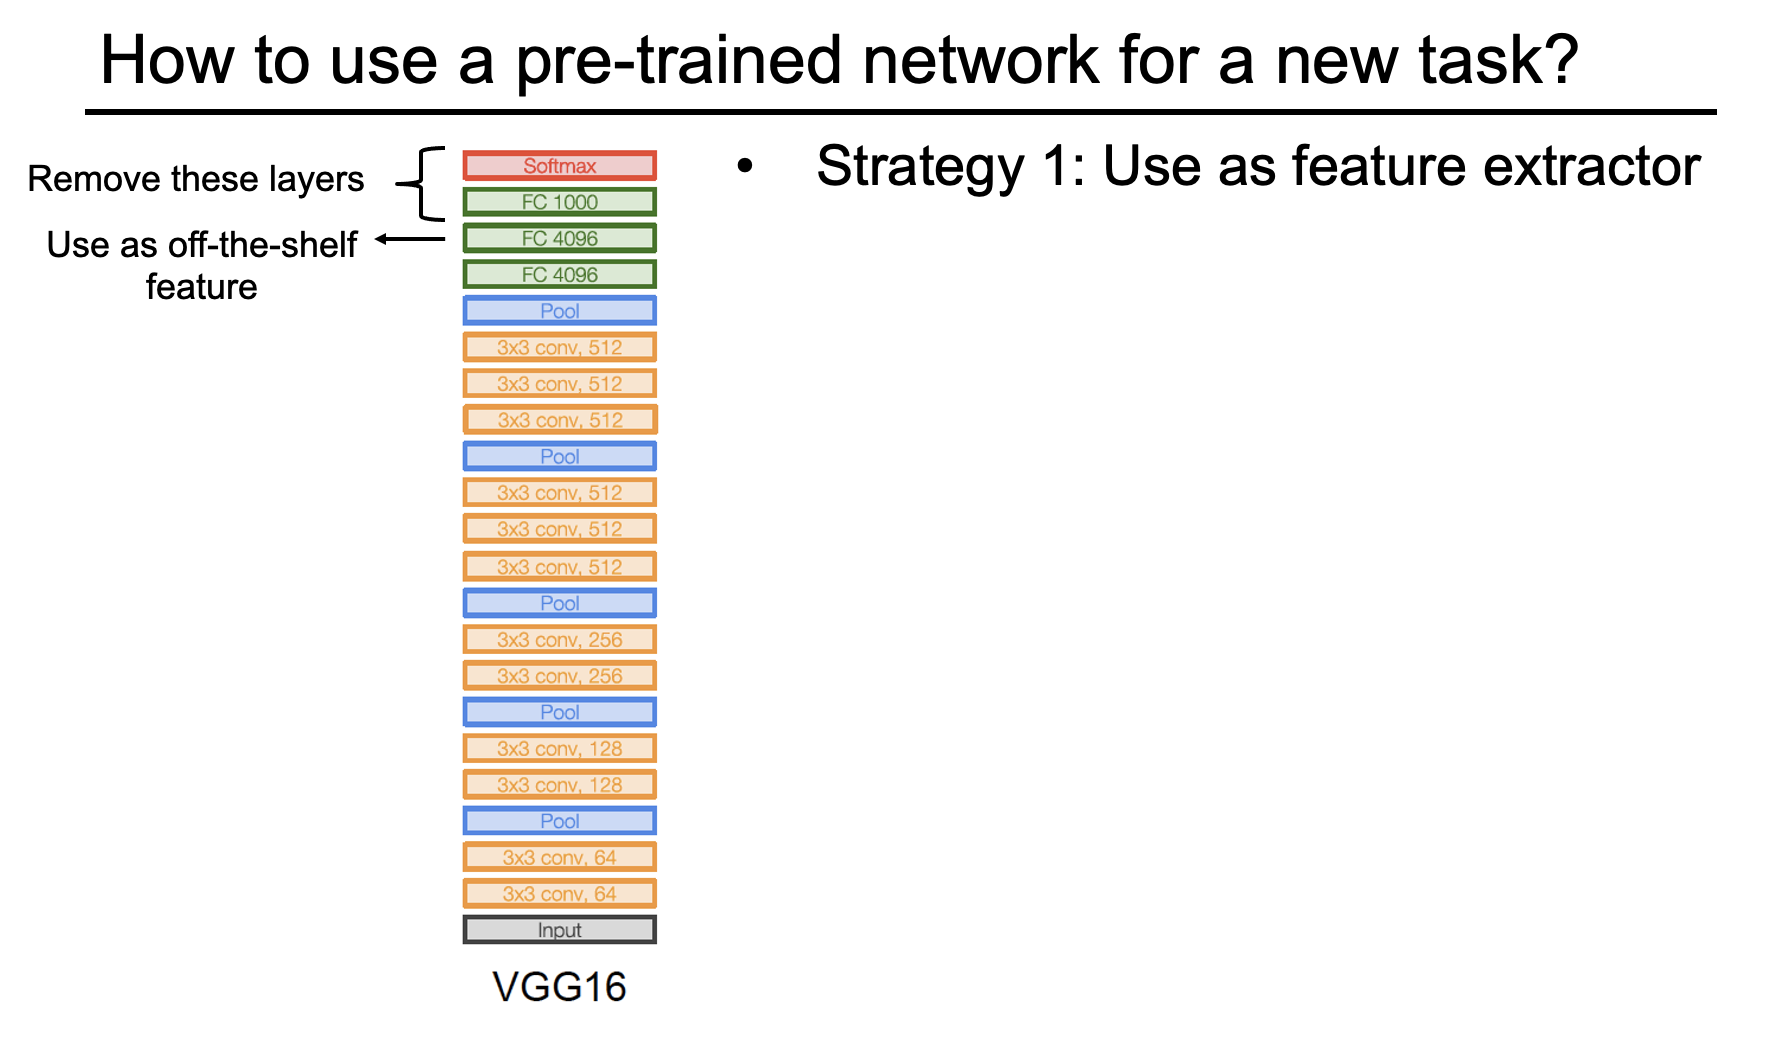 How to use a pre-trained network for a new task?
Remove these layers
Use as off-the-shelf
feature
Softmax
FC 1000
FC 4096
FC 4096
Pool
3x3 conv, 512
3x3 conv, 512
3x3 conv, 512
Pool
3x3 conv, 512
3x3 conv, 512
3x3 conv, 512
Pool
3x3 conv, 256
3x3 conv, 256
Pool
3x3 conv, 128
3x3 conv, 128
Pool
3x3 conv, 64
3x3 conv, 64
Input
VGG16
• Strategy 1: Use as feature extractor